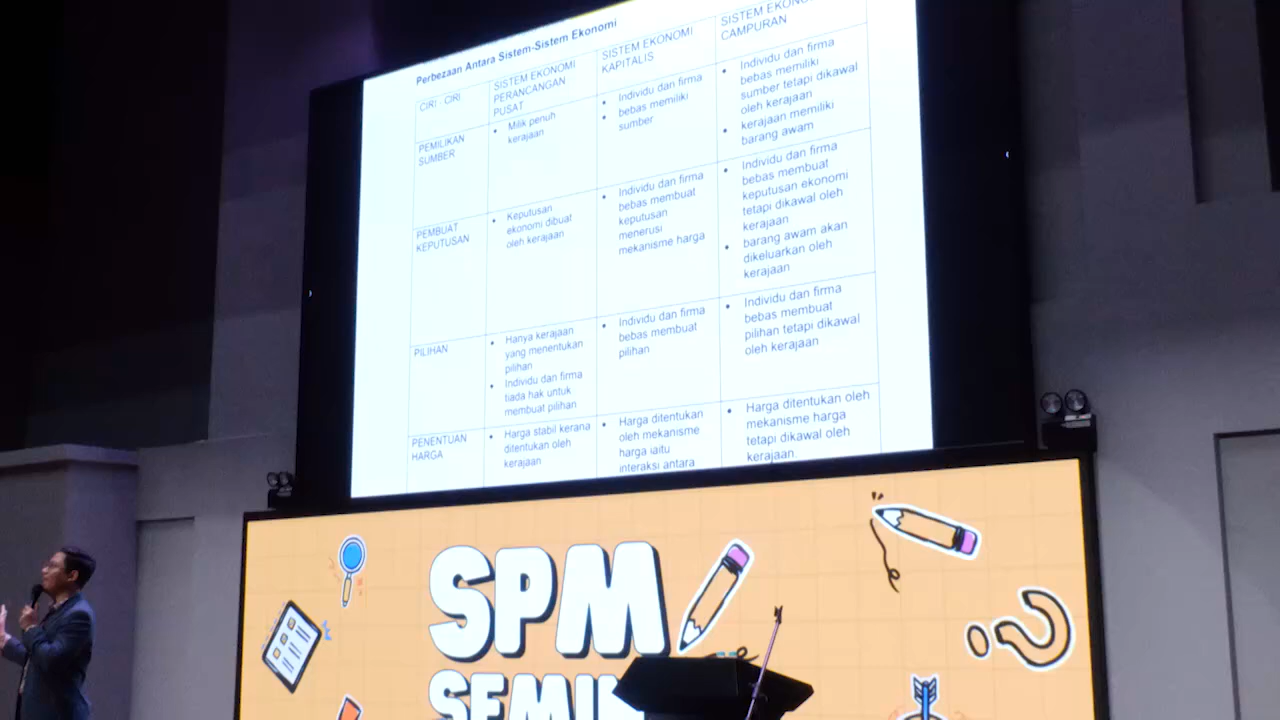 Perbezaan Antara Sistem-Sistem Ekonomi
CIRI - CIRI
SISTEM EKONOMI
PERANCANGAN
PUSAT
SISTEM EKONOMI
KAPITALIS
SISTEM
CAMPURAN
PEMILIKAN
SUMBER
• Milik penuh
kerajaan
• Individu dan firma
• bebas memiliki
• sumber
• Individu dan firma
bebas memiliki
sumber tetapi dikawal
oleh kerajaan
• kerajaan memiliki
barang awam
PEMBUAT
KEPUTUSAN
• Keputusan
ekonomi dibuat
oleh kerajaan
• Individu dan firma
bebas membuat
keputusan
menerusi
mekanisme harga
• Individu dan firma
bebas membuat
keputusan ekonomi
tetapi dikawal oleh
kerajaan
• barang awam akan
dikeluarkan oleh
kerajaan
PILIHAN
• Hanya kerajaan
yang menentukan
pilihan
• Individu dan firma
tiada hak untuk
membuat pilihan
• Individu dan firma
bebas membuat
pilihan
• Individu dan firma
bebas membuat
pilihan tetapi dikawal
oleh kerajaan
PENENTUAN
HARGA
• Harga stabil kerana
ditentukan oleh
kerajaan
• Harga ditentukan
oleh mekanisme
harga iaitu
interaksi antara
• Harga ditentukan oleh
mekanisme harga
tetapi dikawal oleh
kerajaan
SPM